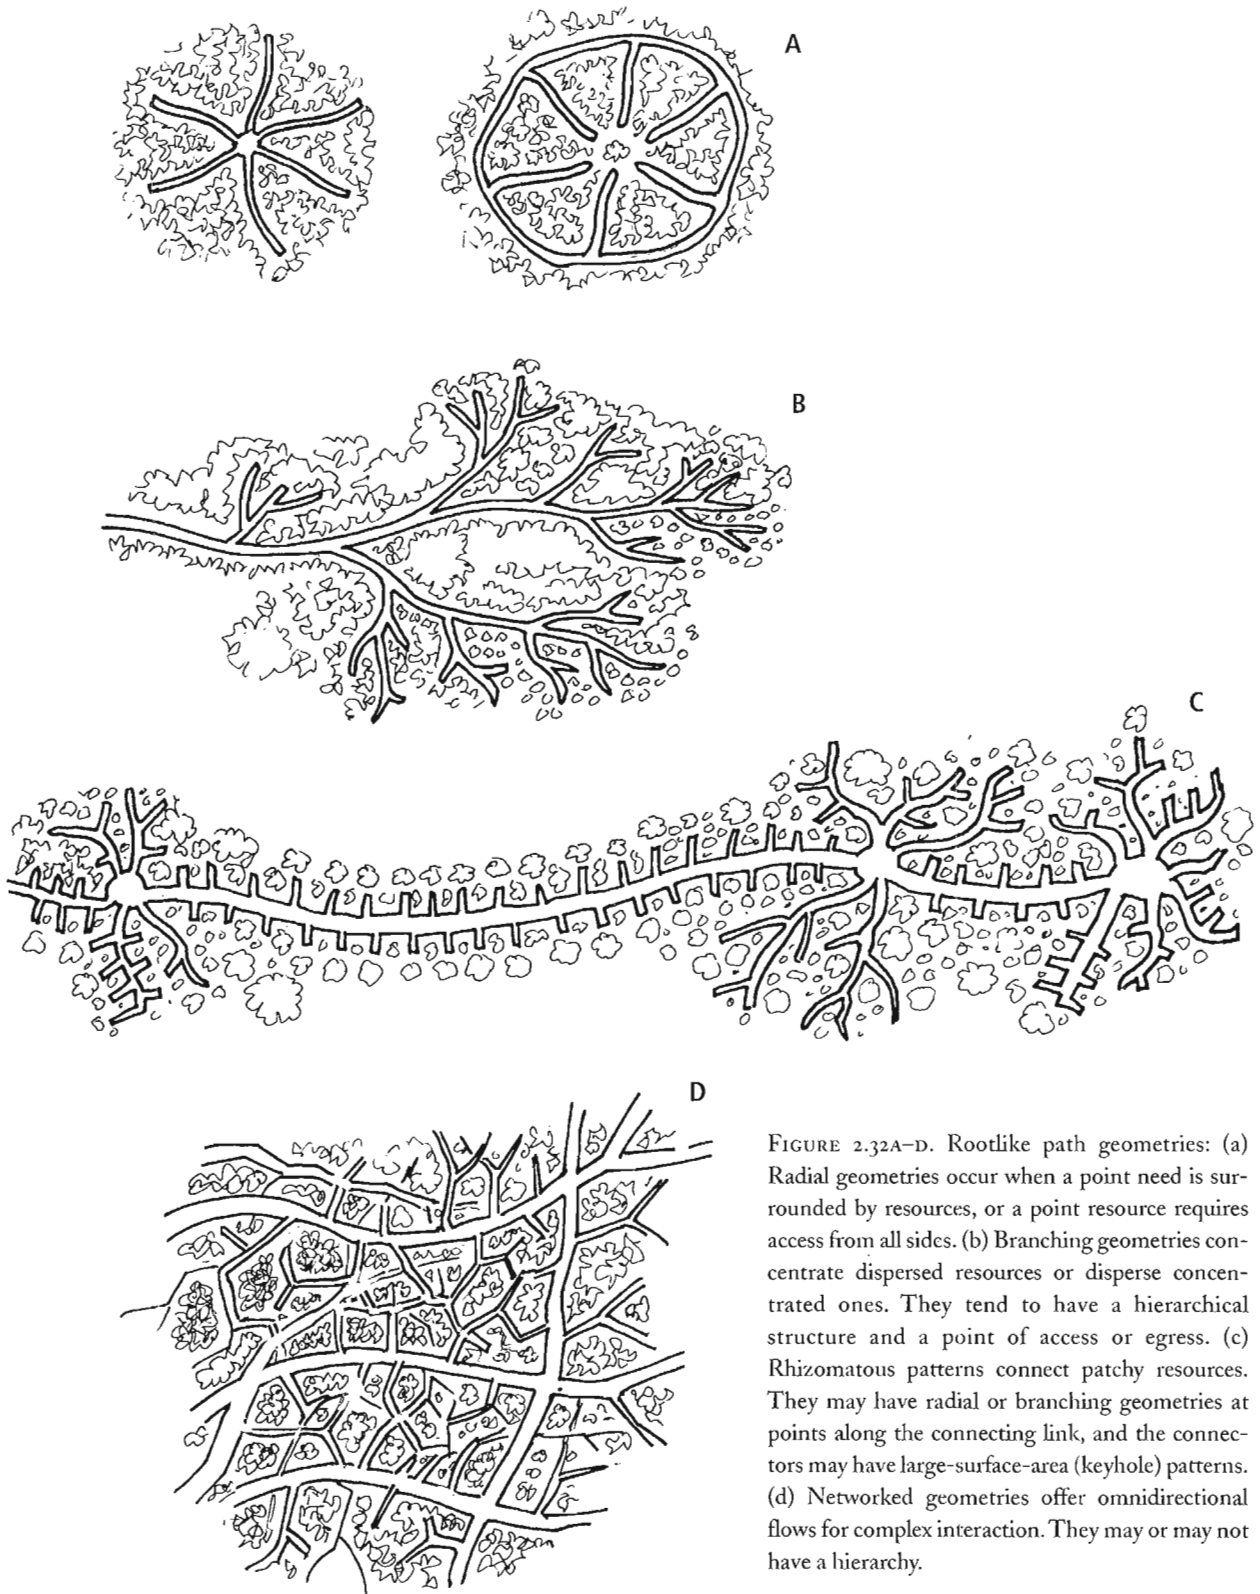 A
B
C
D
FIGURE 2.32A–D. Rootlike path geometries: (a)
Radial geometries occur when a point need is sur-
rounded by resources, or a point resource requires
access from all sides. (b) Branching geometries con-
centrate dispersed resources or disperse concen-
trated ones. They tend to have a hierarchical
structure and a point of access or egress. (c)
Rhizomatous patterns connect patchy resources.
They may have radial or branching geometries at
points along the connecting link, and the connec-
tors may have large-surface-area (keyhole) patterns.
(d) Networked geometries offer omnidirectional
flows for complex interaction. They may or may not
have a hierarchy.